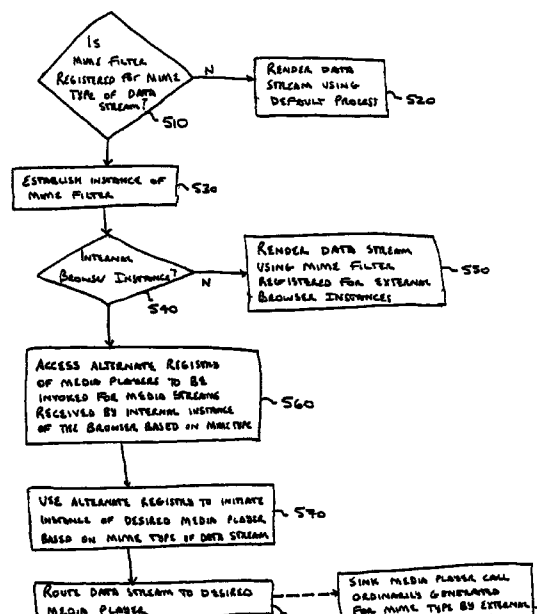 IS
MIME FILTER
REGISTERED FOR MIME
TYPE OF DATA
STREAM?
N
510
RENDER DATA
STREAM USING
DEFAULT PROCESS
520
ESTABLISH INSTANCE OF
MIME FILTER
530
INTERNAL
BROWSER INSTANCE?
N
540
RENDER DATA STREAM
USING MIME FILTER
REGISTERED FOR EXTERNAL
BROWSER INSTANCES
550
ACCESS ALTERNATE REGISTRY
OF MEDIA PLAYERS TO BE
INVOKED FOR MEDIA STREAMS
RECEIVED BY INTERNAL INSTANCE
OF THE BROWSER BASED ON MIME TYPE
560
USE ALTERNATE REGISTRY TO INITIATE
INSTANCE OF DESIRED MEDIA PLAYER
BASED ON MIME TYPE OF DATA STREAM
570
ROUTE DATA STREAM TO DESIRED
MEDIA PLAYER
SINK MEDIA PLAYER CALL
ORDINARILY GENERATED
FOR MIME TYPE BY EXTERNAL